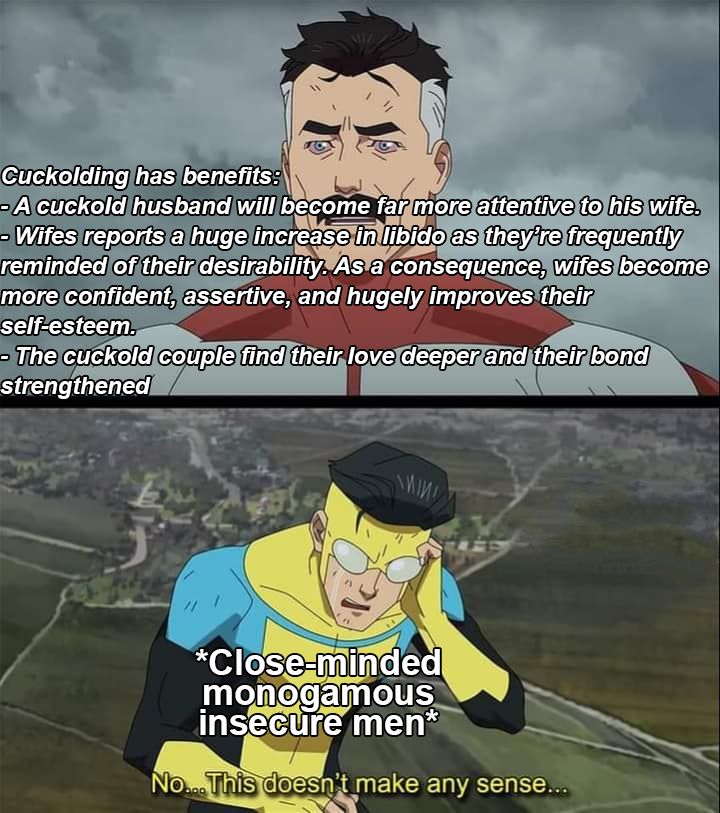 Cuckolding has benefits:
- A cuckold husband will become far more attentive to his wife.
- Wifes reports a huge increase in libido as they're frequently
reminded of their desirability. As a consequence, wifes become
more confident, assertive, and hugely improves their
self-esteem.
- The cuckold couple find their love deeper and their bond
strengthened
*Close-minded
monogamous
insecure men*
No...This doesn't make any sense...